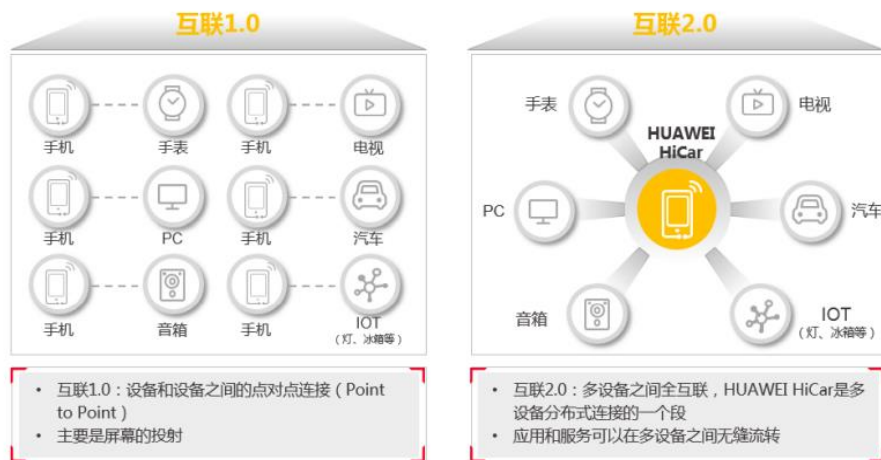 互联1.0
手机
手表
手机
电视
手机
PC
手机
汽车
手机
音箱
手机
IOT
（灯、冰箱等）
• 互联1.0：设备和设备之间的点对点连接（Point
to Point）
• 主要是屏幕的投射
互联2.0
手表
电视
HUAWEI
HiCar
PC
汽车
音箱
IOT
（灯、冰箱等）
• 互联2.0：多设备之间全互联，HUAWEI HiCar是多
设备分布式连接的一个段
• 应用和服务可以在多设备之间无缝流转